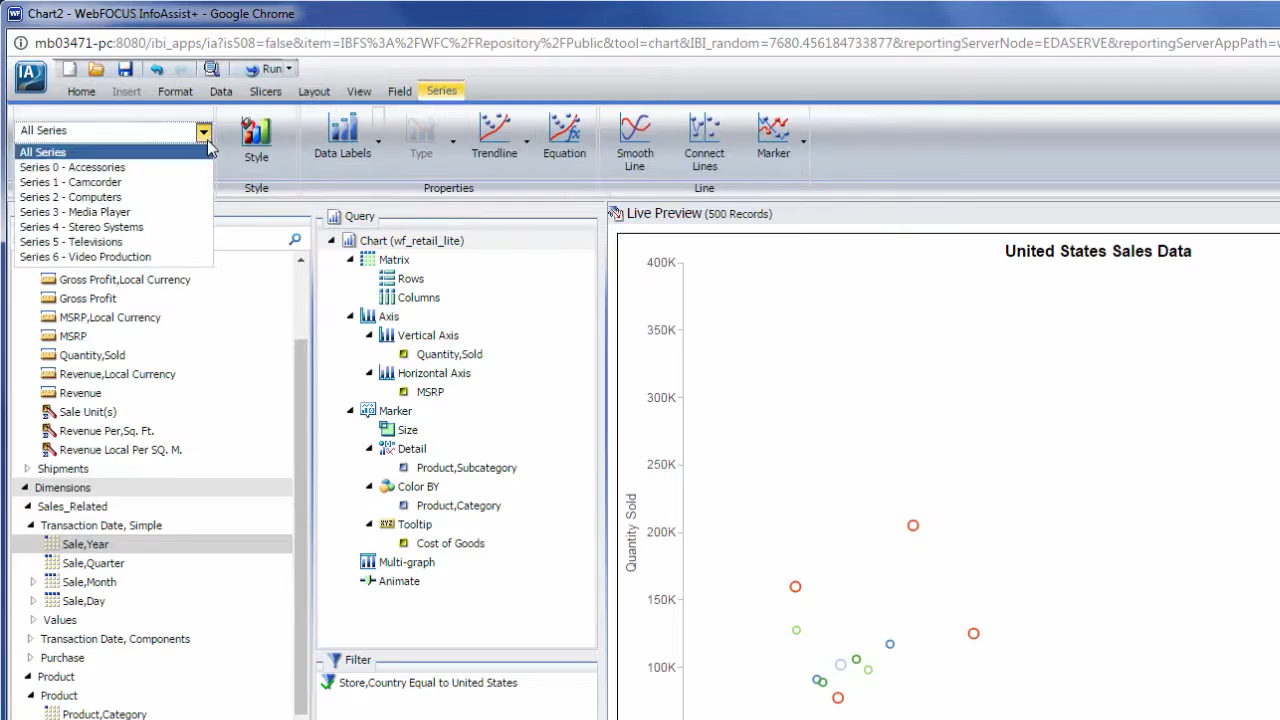 Chart2 - WebFOCUS InfoAssist+ - Google Chrome
mb03471-pc:8080/ibi_apps/ia?is508=false&item=IBFS%3A%2FWFC%2FRepository%2FPublic&tool=chart&IBI_random=7680.456184733877&reportingServerNode=EDASERVE&reportingServerAppPath=w
IA Run
Home Insert Format Data Slicers Layout View Field Series
All Series
All Series
Series 0 - Accessories
Series 1 - Camcorder
Series 2 - Computers
Series 3 - Media Player
Series 4 - Stereo Systems
Series 5 - Televisions
Series 6 - Video Production
Style
Style
Data Labels
Type
Trendline
Equation
Properties
Smooth Line
Connect Lines
Marker
Line
Gross Profit,Local Currency
Gross Profit
MSRP,Local Currency
MSRP
Quantity,Sold
Revenue,Local Currency
Revenue
Sale Unit(s)
Revenue Per,Sq. Ft.
Revenue Local Per SQ. M.
Shipments
Dimensions
Sales_Related
Transaction Date, Simple
Sale,Year
Sale,Quarter
Sale,Month
Sale,Day
Values
Transaction Date, Components
Purchase
Product
Product
Product,Category
Query
Chart (wf_retail_lite)
Matrix
Rows
Columns
Axis
Vertical Axis
Quantity,Sold
Horizontal Axis
MSRP
Marker
Size
Detail
Product,Subcategory
Color BY
Product,Category
Tooltip
Cost of Goods
Multi-graph
Animate
Filter
Store,Country Equal to United States
Live Preview (500 Records)
United States Sales Data
400K
350K
300K
250K
200K
150K
100K
Quantity Sold